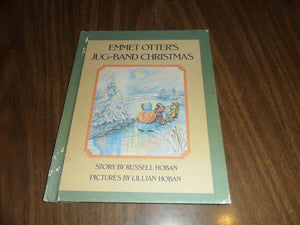 EMMET OTTER'S
JUG-BAND CHRISTMAS
STORY BY RUSSELL HOBAN
PICTURES BY LILLIAN HOBAN